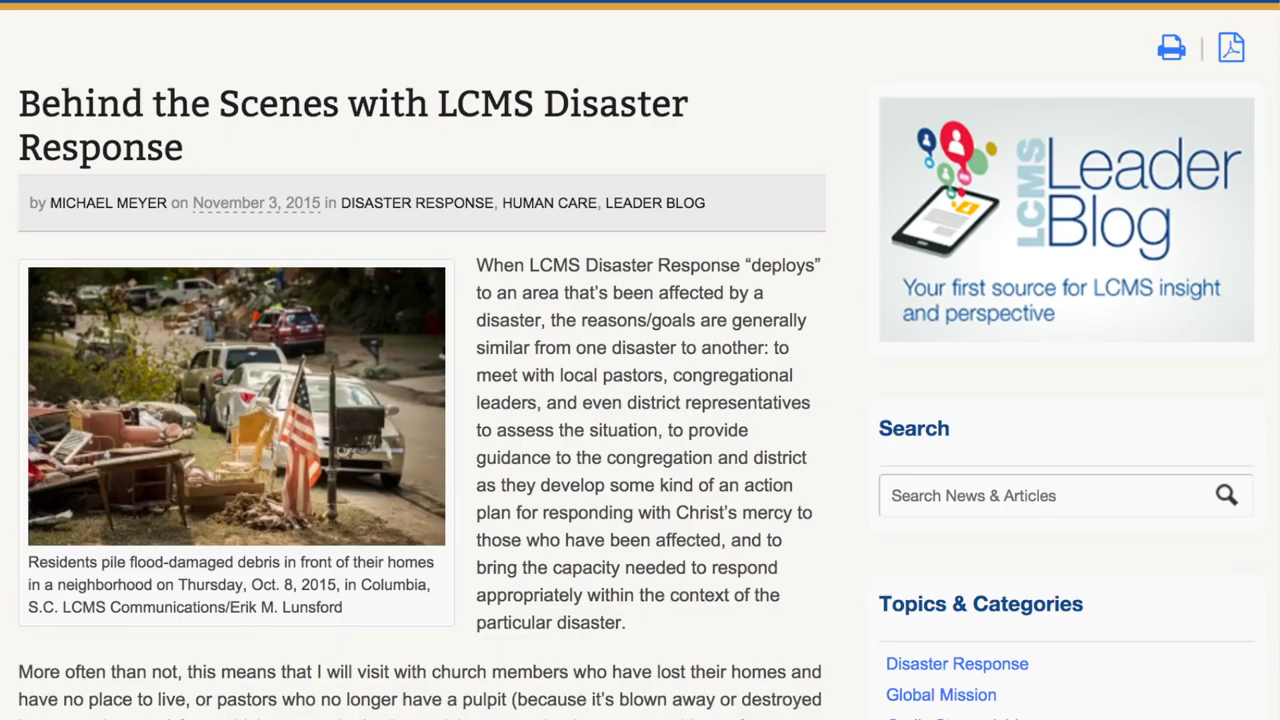 Behind the Scenes with LCMS Disaster
Response
by MICHAEL MEYER on November 3, 2015 in DISASTER RESPONSE, HUMAN CARE, LEADER BLOG
When LCMS Disaster Response “deploys”
to an area that’s been affected by a
disaster, the reasons/goals are generally
similar from one disaster to another: to
meet with local pastors, congregational
leaders, and even district representatives
to assess the situation, to provide
guidance to the congregation and district
as they develop some kind of an action
plan for responding with Christ’s mercy to
those who have been affected, and to
bring the capacity needed to respond
appropriately within the context of the
particular disaster.
Residents pile flood-damaged debris in front of their homes
in a neighborhood on Thursday, Oct. 8, 2015, in Columbia,
S.C. LCMS Communications/Erik M. Lunsford
More often than not, this means that I will visit with church members who have lost their homes and
have no place to live, or pastors who no longer have a pulpit (because it’s blown away or destroyed
LCMS
Leader
Blog
Your first source for LCMS insight
and perspective
Search
Search News & Articles
Topics & Categories
Disaster Response
Global Mission